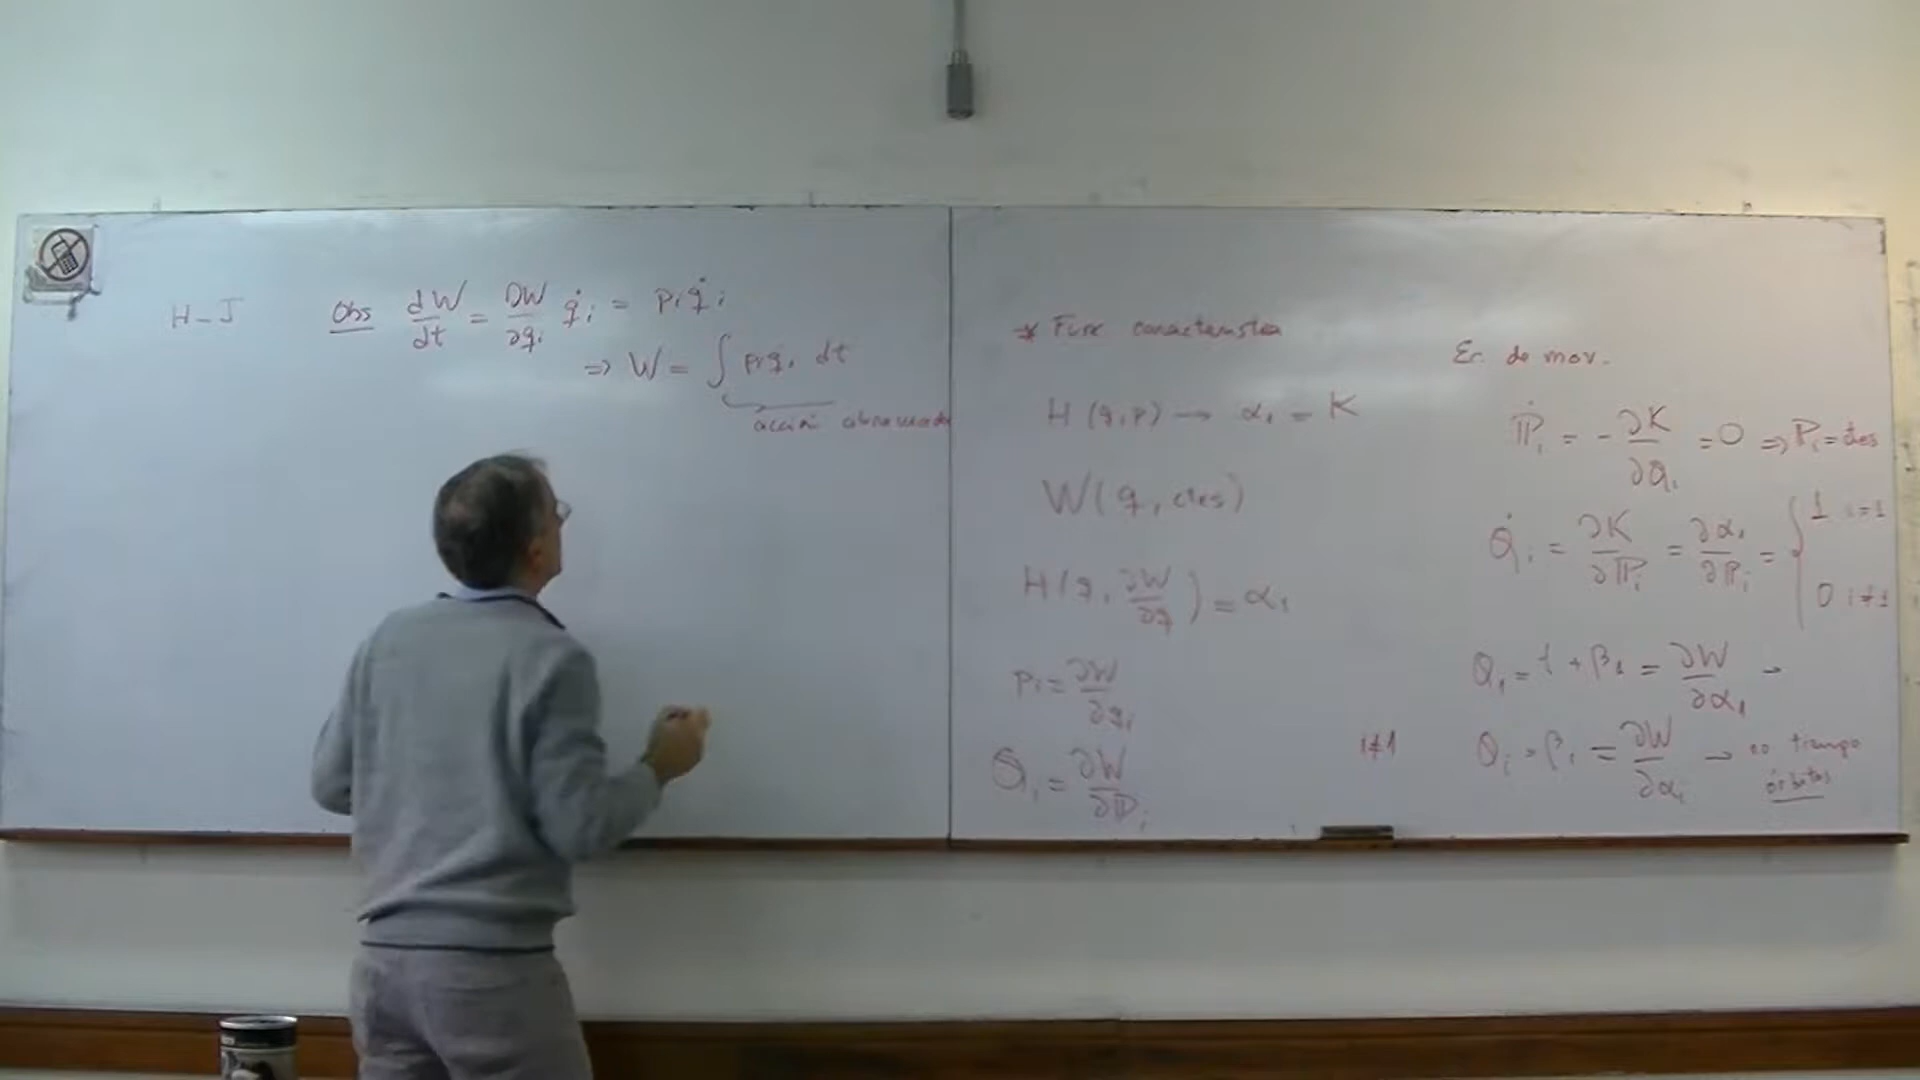 H-J Obs dW/dt = ∂W/∂qi q̇i = pi q̇i
⇒ W = ∫ pi q̇i dt
acción abreviada
* Func característica
H (q,p) → α1 = K
W(q, ctes)
H(q, ∂W/∂q) = α1
pi = ∂W/∂qi
Qi = ∂W/∂Pi
Ec. de mov.
Ṗi = - ∂K/∂Qi = 0 ⇒ Pi = ctes
Q̇i = ∂K/∂Pi = ∂α1/∂Pi = { 1 i=1
0 i≠1
Q1 = t + β1 = ∂W/∂α1 →
i≠1 Qi = βi = ∂W/∂αi → no tiempo
órbitas